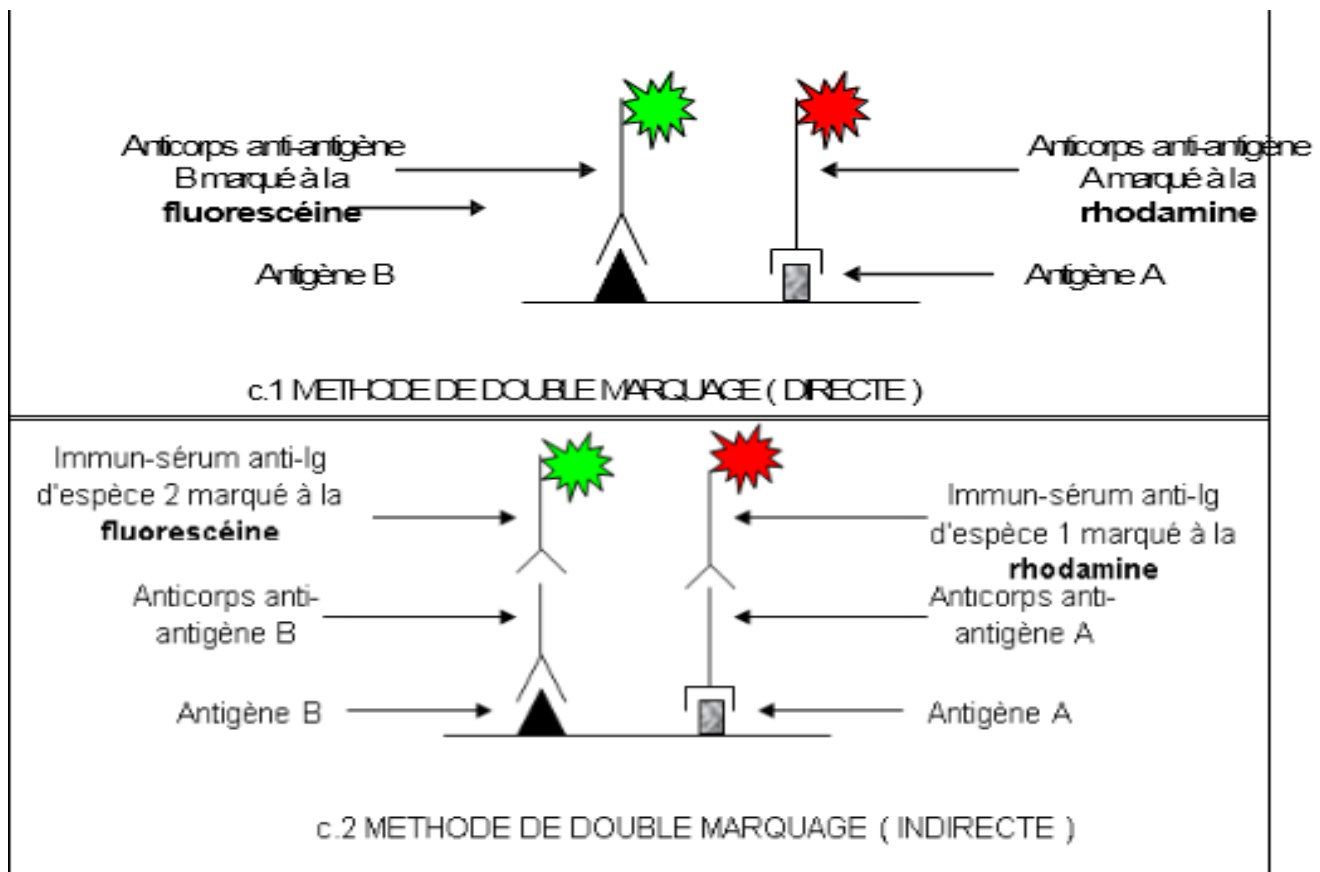 Anticorps anti-antigène
B marqué à la
fluorescéine
Antigène B
Anticorps anti-antigène
A marqué à la
rhodamine
Antigène A
c.1 METHODE DE DOUBLE MARQUAGE ( DIRECTE )
Immun-sérum anti-Ig
d'espèce 2 marqué à la
fluorescéine
Anticorps anti-
antigène B
Antigène B
Immun-sérum anti-Ig
d'espèce 1 marqué à la
rhodamine
Anticorps anti-
antigène A
Antigène A
c.2 METHODE DE DOUBLE MARQUAGE ( INDIRECTE )